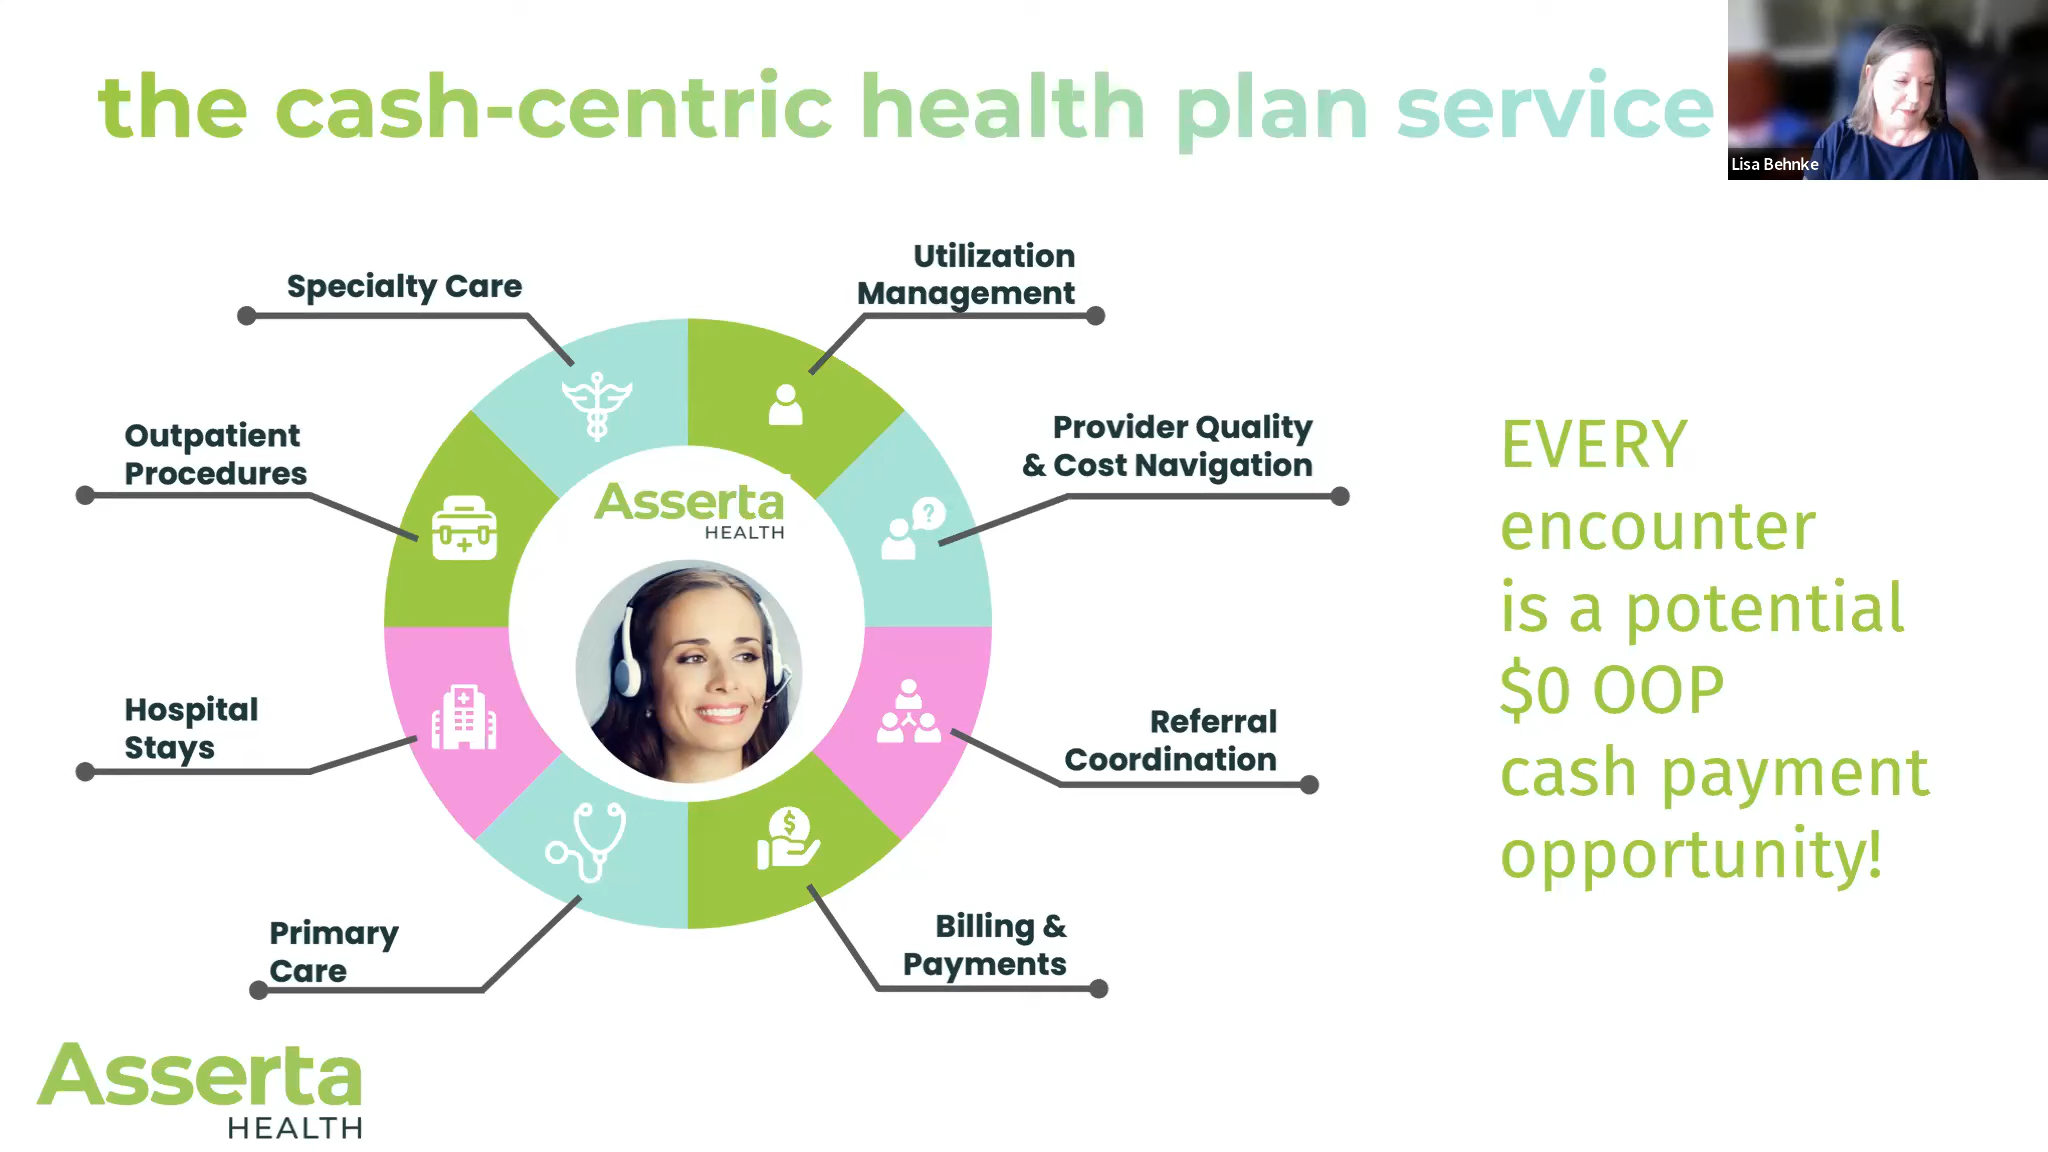 the cash-centric health plan service
Lisa Behnke
Specialty Care
Utilization
Management
Outpatient
Procedures
Provider Quality
& Cost Navigation
Asserta
HEALTH
?
Hospital
Stays
Referral
Coordination
$
Primary
Care
Billing &
Payments
EVERY
encounter
is a potential
$0 OOP
cash payment
opportunity!
Asserta
HEALTH